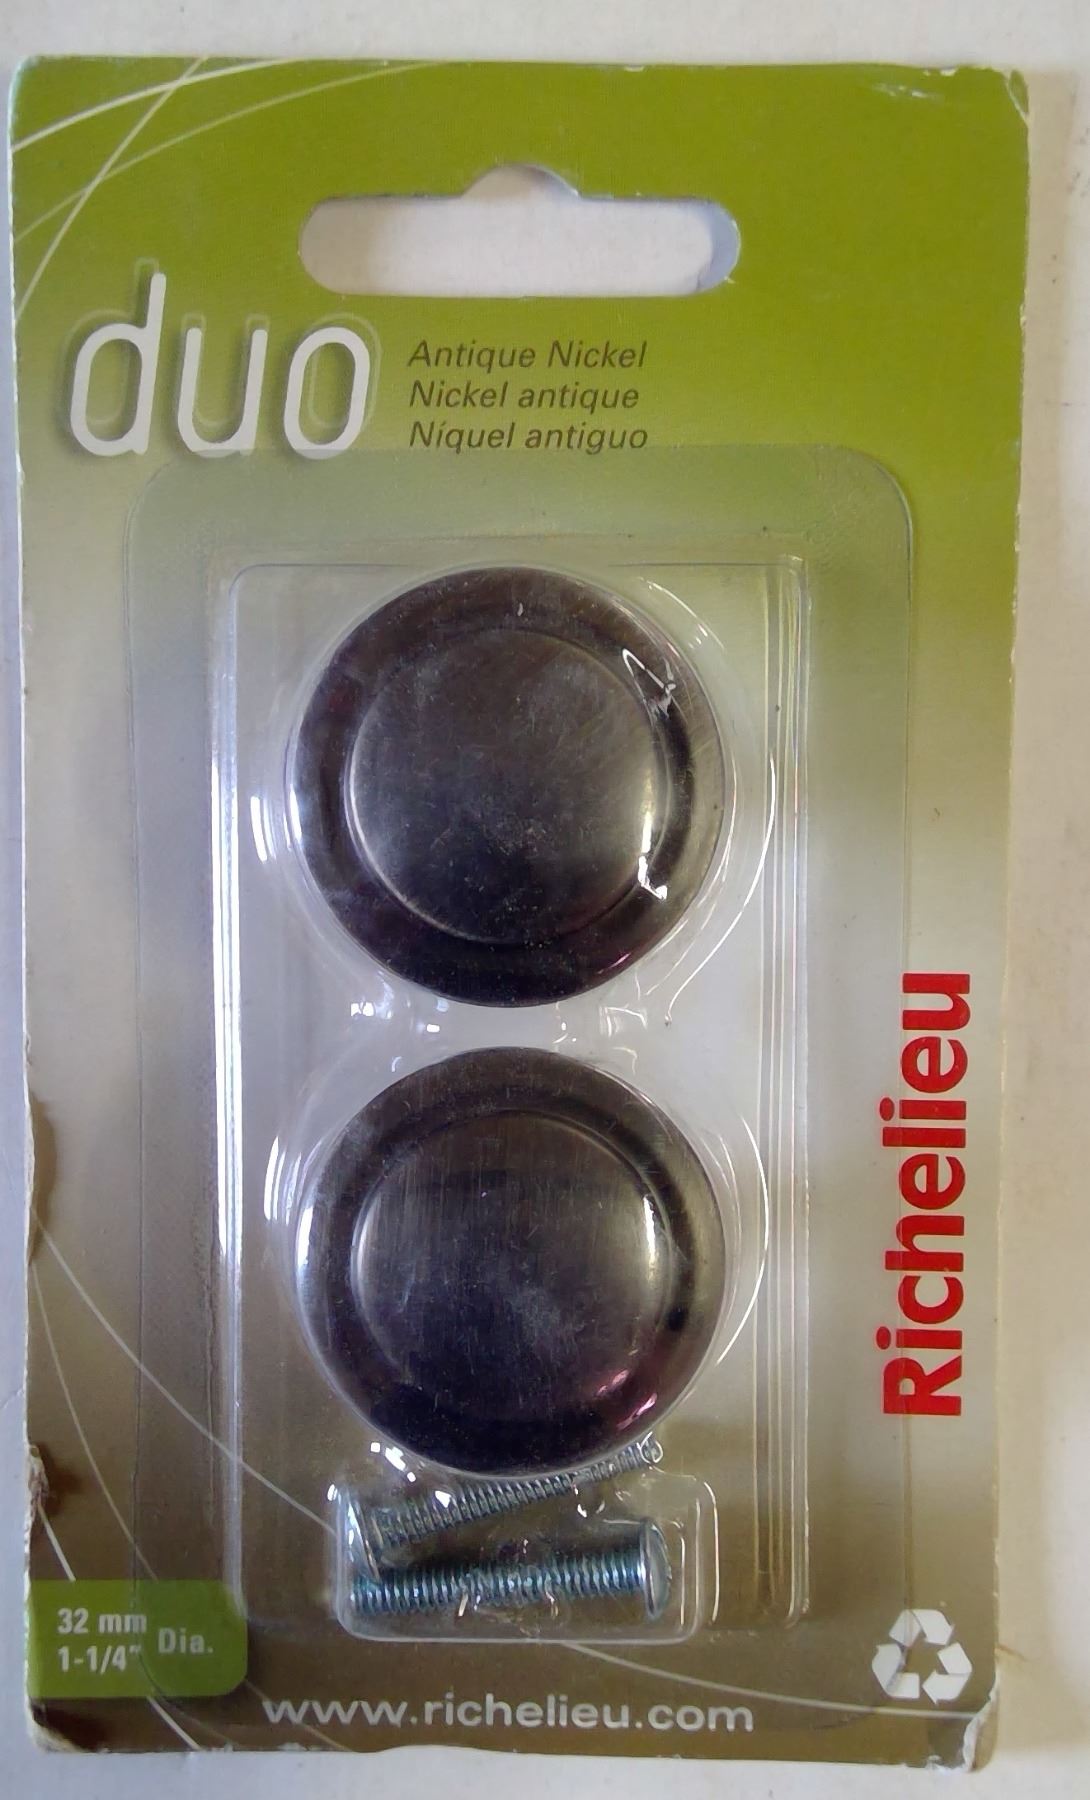 duo
Antique Nickel
Nickel antique
Níquel antiguo
Richelieu
32 mm
1-1/4" Dia.
www.richelieu.com